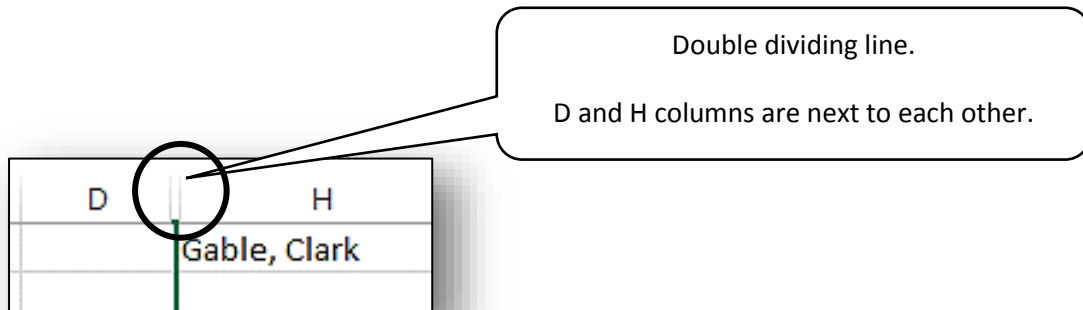 Double dividing line.
D and H columns are next to each other.
D H
Gable, Clark